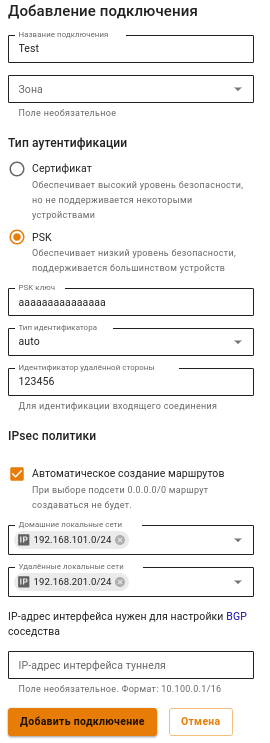 Добавление подключения
Название подключения
Test
Зона
Поле необязательное
Тип аутентификации
Сертификат
Обеспечивает высокий уровень безопасности,
но не поддерживается некоторыми
устройствами
PSK
Обеспечивает низкий уровень безопасности,
поддерживается большинством устройств
PSK ключ
aaaaaaaaaaaaaaa
Тип идентификатора
auto
Идентификатор удалённой стороны
123456
Для идентификации входящего соединения
IPsec политики
Автоматическое создание маршрутов
При выборе подсети 0.0.0.0/0 маршрут
создаваться не будет.
Домашние локальные сети
IP 192.168.101.0/24
Удалённые локальные сети
IP 192.168.201.0/24
IP-адрес интерфейса нужен для настройки BGP
соседства
IP-адрес интерфейса туннеля
Поле необязательное. Формат: 10.100.0.1/16
Добавить подключение Отмена